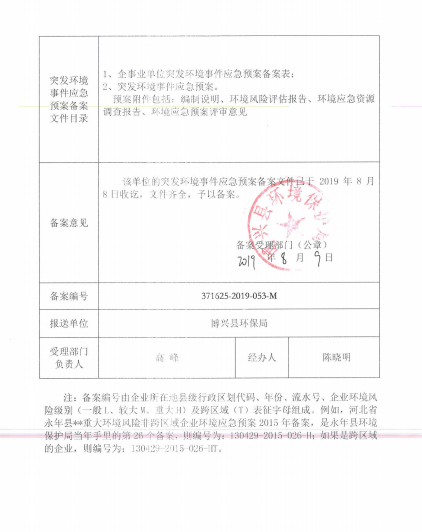 突发环境
事件应急
预案备案
文件目录
1、企事业单位突发环境事件应急预案备案表;
2、突发环境事件应急预案。
预案附件包括:编制说明、环境风险评估报告、环境应急资源
调查报告、环境应急预案评审意见
备案意见
该单位的突发环境事件应急预案备案文件已于 2019 年 8 月
8 日收讫,文件齐全,予以备案。
博兴县环境保护局
备案受理部门(公章)
2019 年 8 月 9 日
备案编号
371625-2019-053-M
报送单位
博兴县环保局
受理部门
负责人
高峰
经办人
陈晓明
注:备案编号由企业所在地县级行政区划代码、年份、流水号、企业环境风
险级别(一般 L、较大 M、重大 H)及跨区域(T)表征字母组成。例如,河北省
永年县**重大环境风险非跨区域企业环境应急预案 2015 年备案,是永年县环境
保护局当年受理的第 26 个备案,则编号为:130429-2015-026-H;如果是跨区域
的企业,则编号为:130429-2015-026-HT。